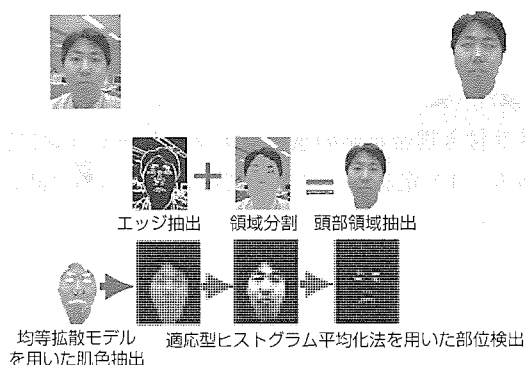 エッジ抽出 領域分割 頭部領域抽出
均等拡散モデル
を用いた肌色抽出
適応型ヒストグラム平均化法を用いた部位検出